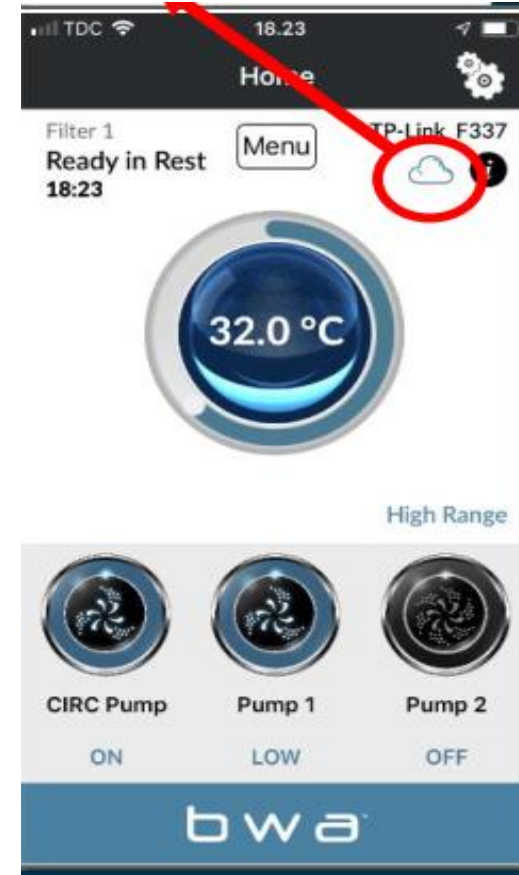 TDC 18.23
Home
Filter 1
Ready in Rest
18:23
Menu
TP-Link_F337
32.0 °C
High Range
CIRC Pump Pump 1 Pump 2
ON LOW OFF
bwa